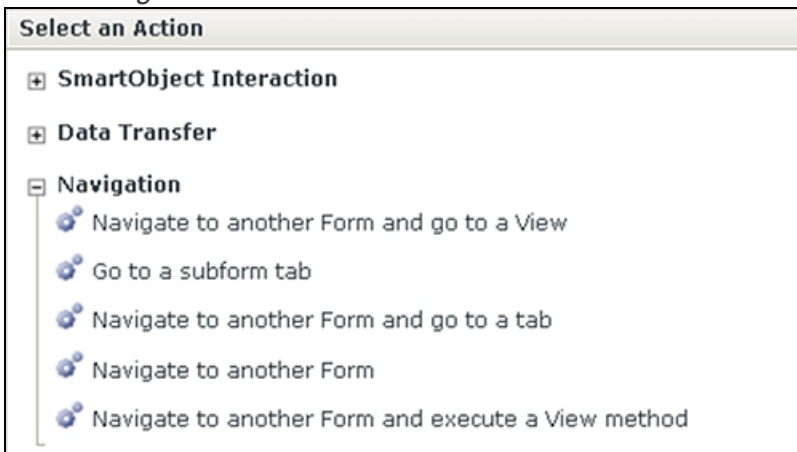 Select an Action
SmartObject Interaction
Data Transfer
Navigation
Navigate to another Form and go to a View
Go to a subform tab
Navigate to another Form and go to a tab
Navigate to another Form
Navigate to another Form and execute a View method